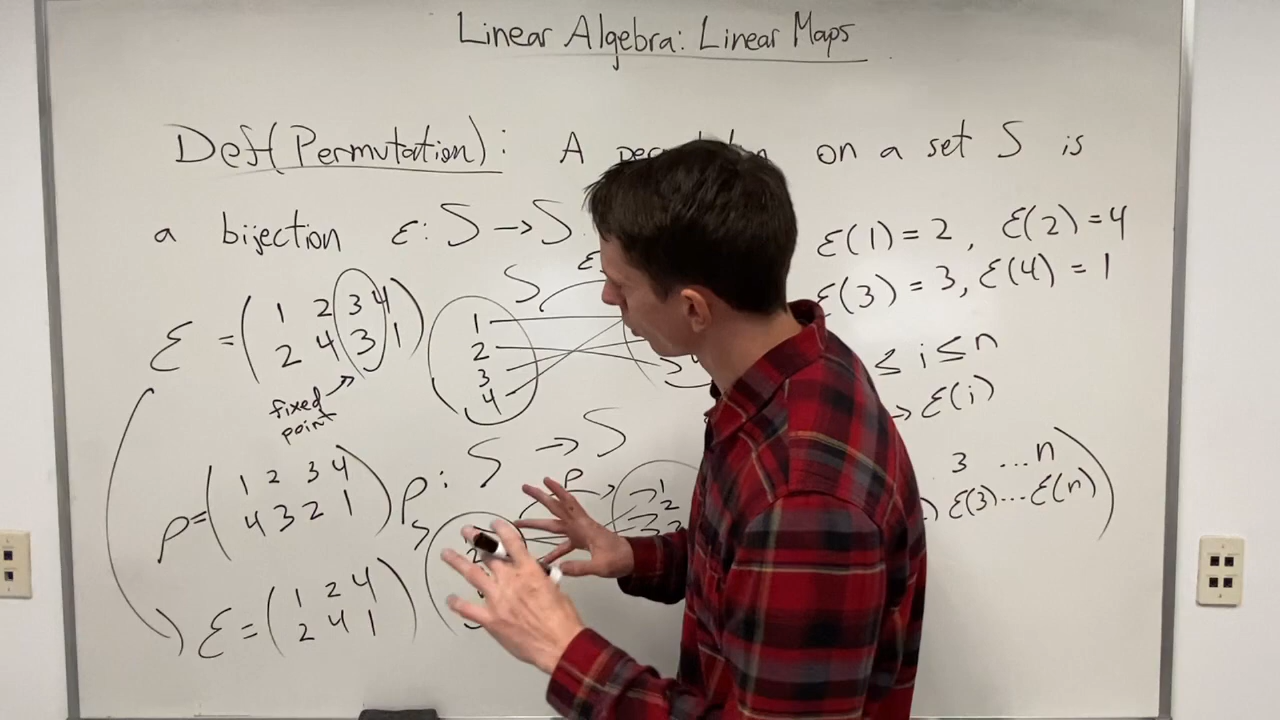 Linear Algebra: Linear Maps
Def(Permutation): A on a set S is
a bijection ε: S → S.
ε(1) = 2, ε(2) = 4
ε(3) = 3, ε(4) = 1
ε = (1 2 3 4
2 4 3 1)
fixed
point
S
1
2
3
4
≤ i ≤ n
→ ε(i)
ρ: S → S
ρ = (1 2 3 4
4 3 2 1)
ρ
1
2
3 ... n
ε(3) ... ε(n))
ε = (1 2 4
2 4 1)